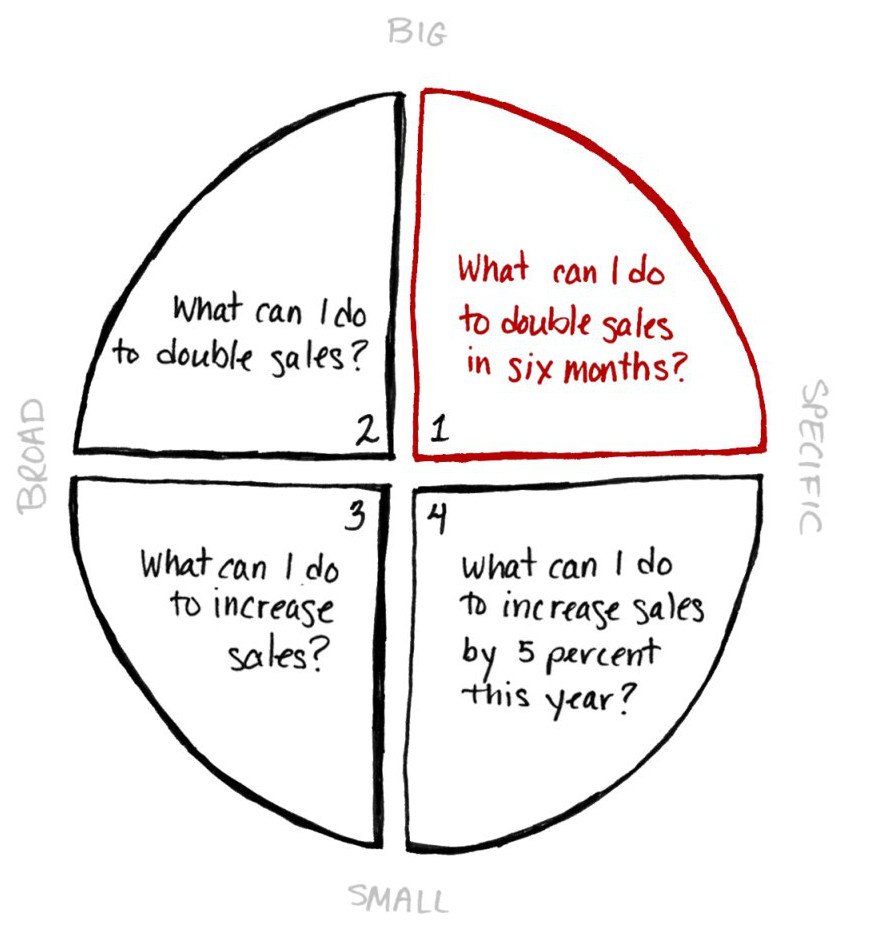 BIG
What can I do
to double sales?
2
What can I do
to double sales
in six months?
1
BROAD
SPECIFIC
3
What can I do
to increase
sales?
4
What can I do
to increase sales
by 5 percent
this year?
SMALL